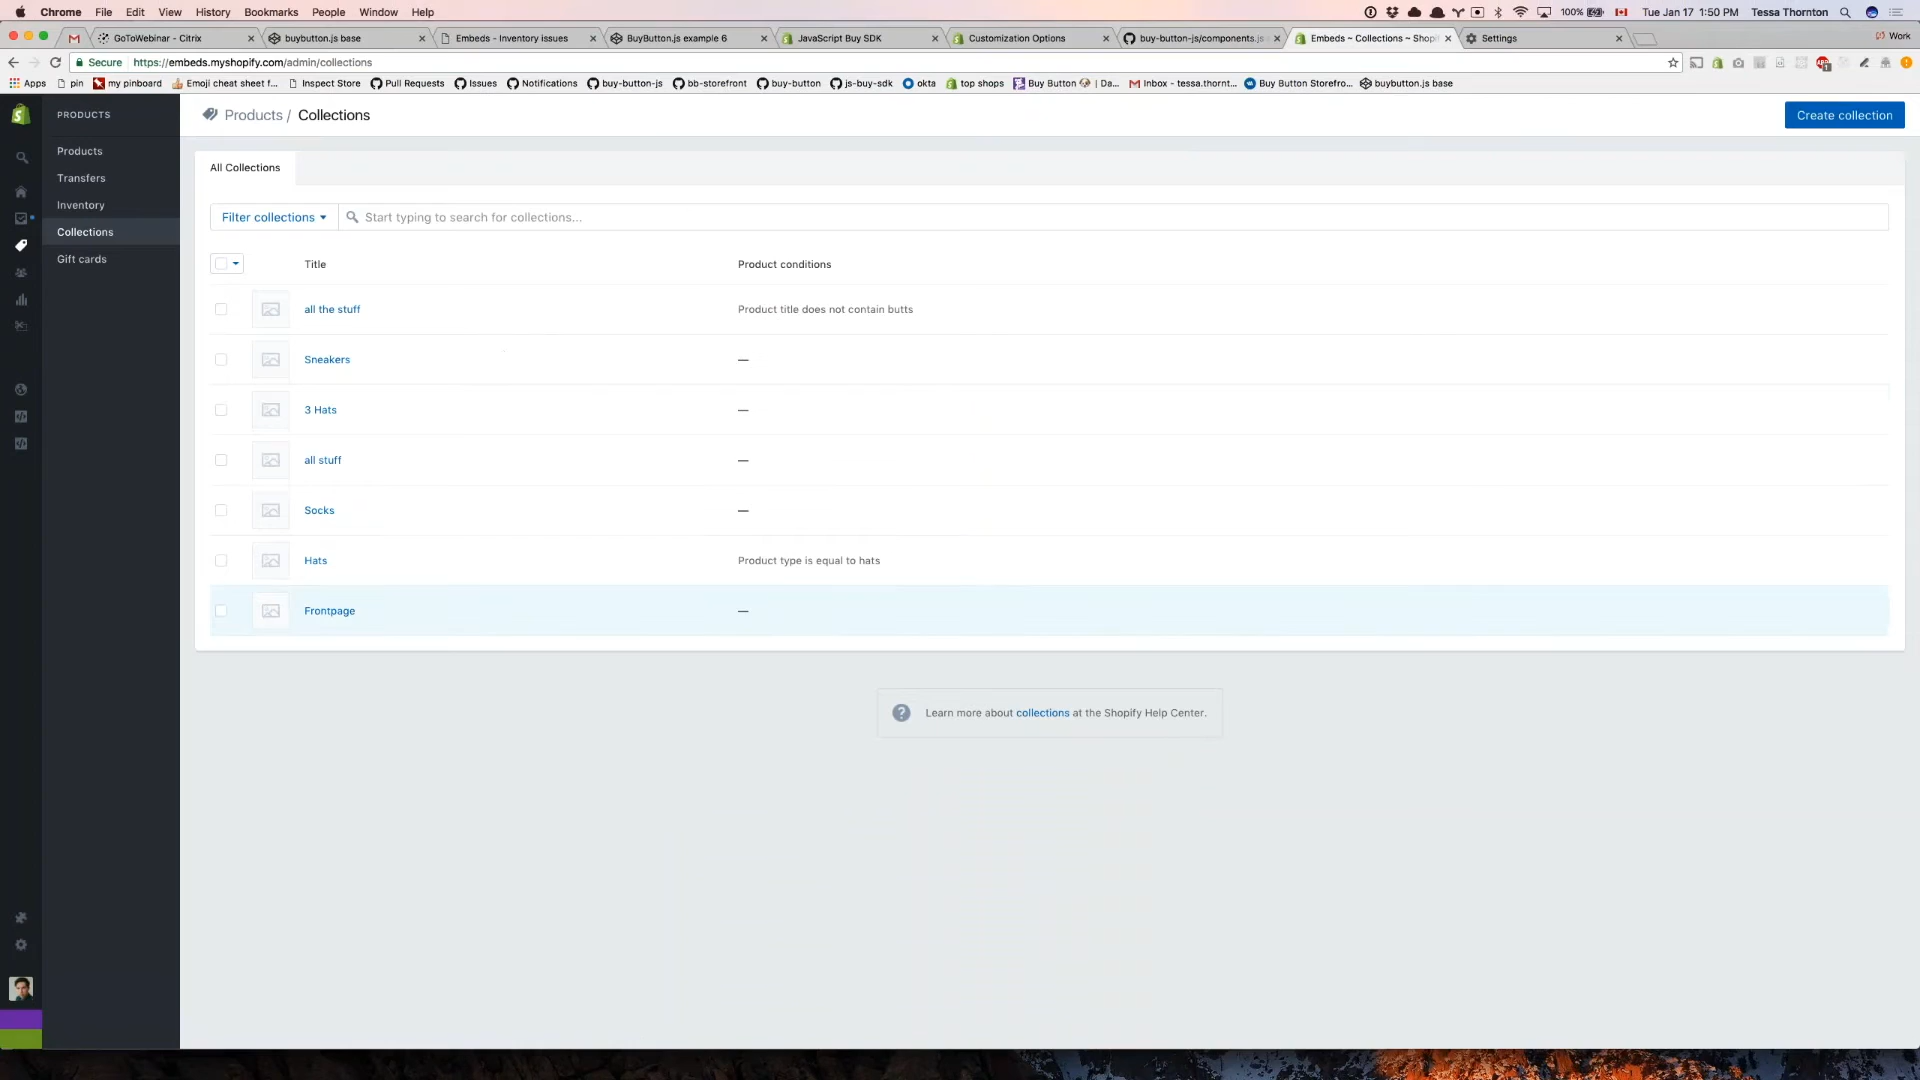 Chrome File Edit View History Bookmarks People Window Help 100% Tue Jan 17 1:50 PM Tessa Thornton
GoToWebinar - Citrix buybutton.js base Embeds - Inventory issues BuyButton.js example 6 JavaScript Buy SDK Customization Options buy-button-js/components.js Embeds ~ Collections ~ Shopi Settings Work
Secure https://embeds.myshopify.com/admin/collections
Apps pin my pinboard Emoji cheat sheet f... Inspect Store Pull Requests Issues Notifications buy-button-js bb-storefront buy-button js-buy-sdk okta top shops Buy Button | Da... Inbox - tessa.thornt... Buy Button Storefro... buybutton.js base
PRODUCTS
Products / Collections
Create collection
Products
Transfers
Inventory
Collections
Gift cards
All Collections
Filter collections Start typing to search for collections...
Title Product conditions
all the stuff Product title does not contain butts
Sneakers —
3 Hats —
all stuff —
Socks —
Hats Product type is equal to hats
Frontpage —
? Learn more about collections at the Shopify Help Center.